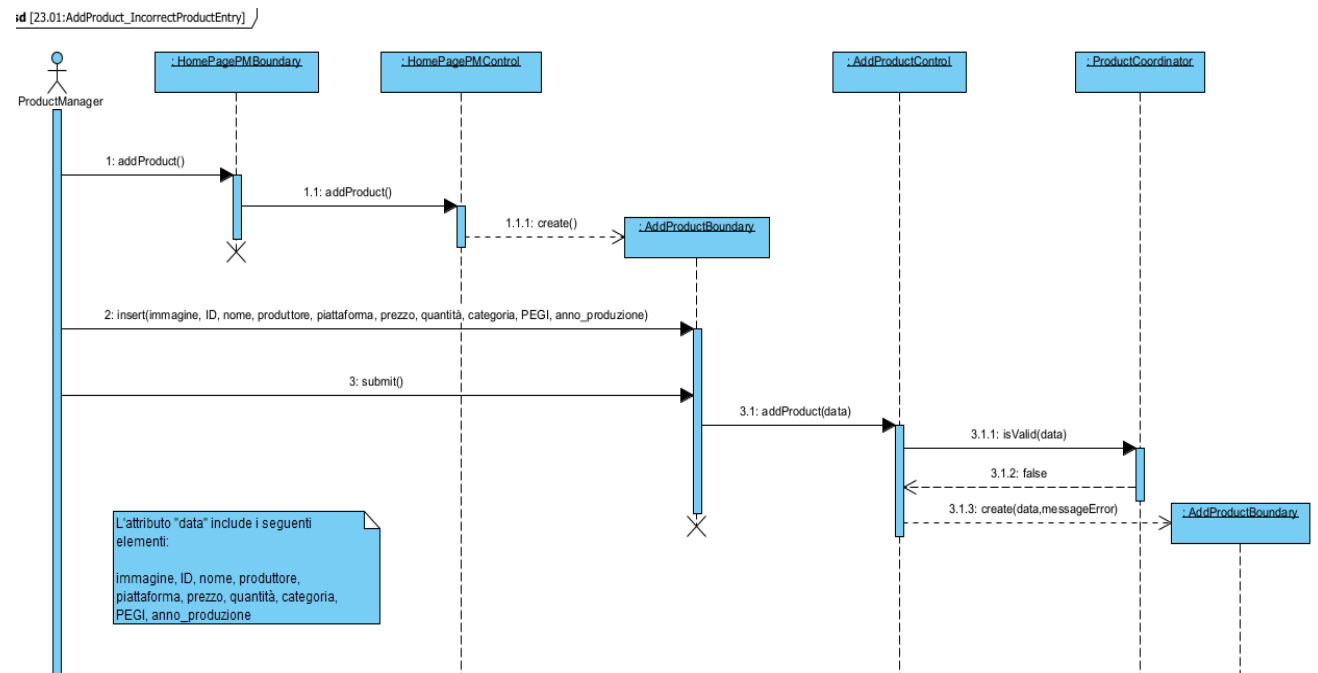 sd [23.01:AddProduct_IncorrectProductEntry]
: HomePagePMBoundary
: HomePagePMControl
: AddProductControl
: ProductCoordinator
ProductManager
1: addProduct()
1.1: addProduct()
1.1.1: create()
: AddProductBoundary
2: insert(immagine, ID, nome, produttore, piattaforma, prezzo, quantità, categoria, PEGI, anno_produzione)
3: submit()
3.1: addProduct(data)
3.1.1: isValid(data)
3.1.2: false
3.1.3: create(data,messageError)
: AddProductBoundary
L'attributo "data" include i seguenti
elementi:
immagine, ID, nome, produttore,
piattaforma, prezzo, quantità, categoria,
PEGI, anno_produzione